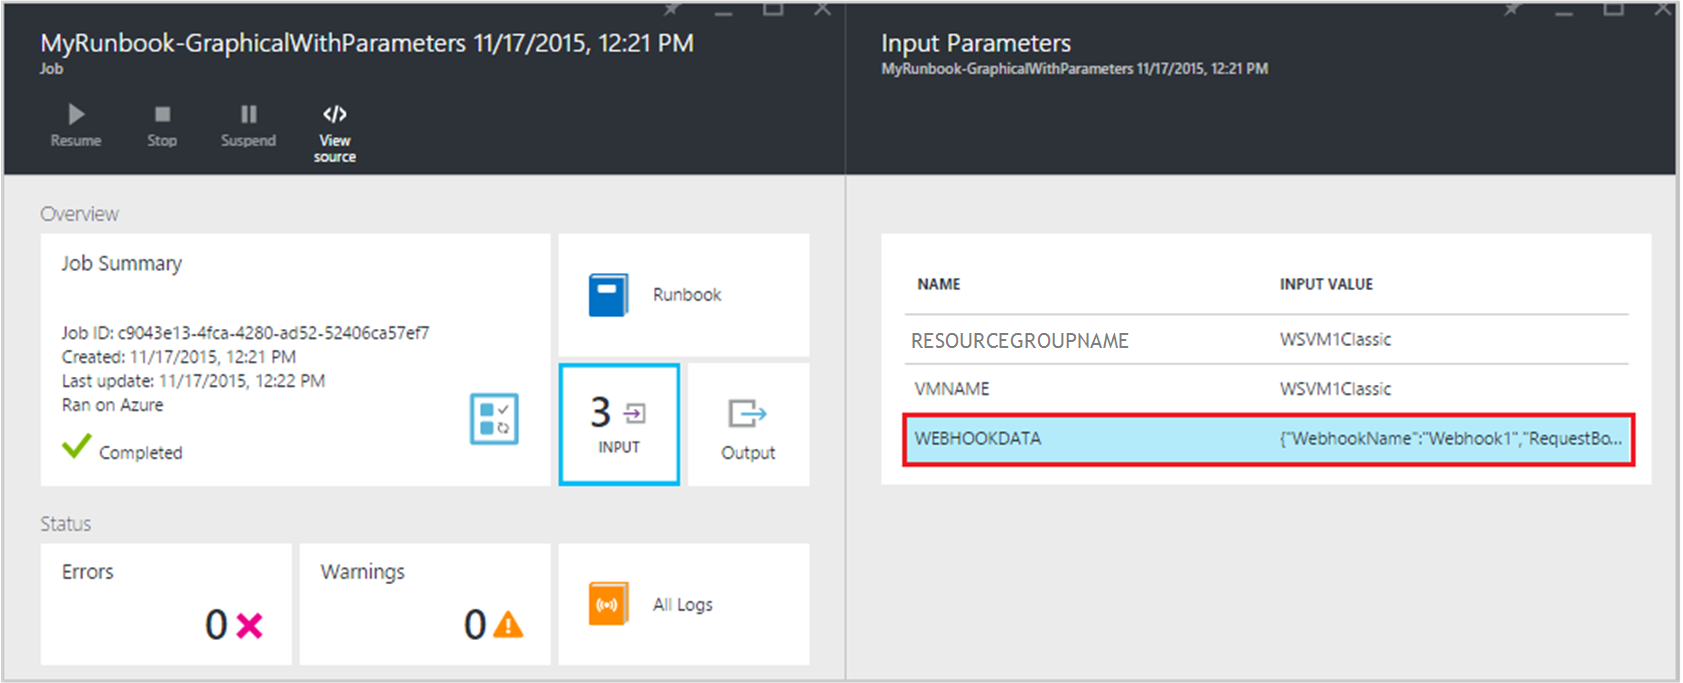 MyRunbook-GraphicalWithParameters 11/17/2015, 12:21 PM
Job
Resume
Stop
Suspend
View
source
Overview
Job Summary
Job ID: c9043e13-4fca-4280-ad52-52406ca57ef7
Created: 11/17/2015, 12:21 PM
Last update: 11/17/2015, 12:22 PM
Ran on Azure
Completed
Runbook
3
INPUT
Output
Status
Errors
0
Warnings
0
All Logs
Input Parameters
MyRunbook-GraphicalWithParameters 11/17/2015, 12:21 PM
NAME INPUT VALUE
RESOURCEGROUPNAME WSVM1Classic
VMNAME WSVM1Classic
WEBHOOKDATA {"WebhookName":"Webhook1","RequestBo...